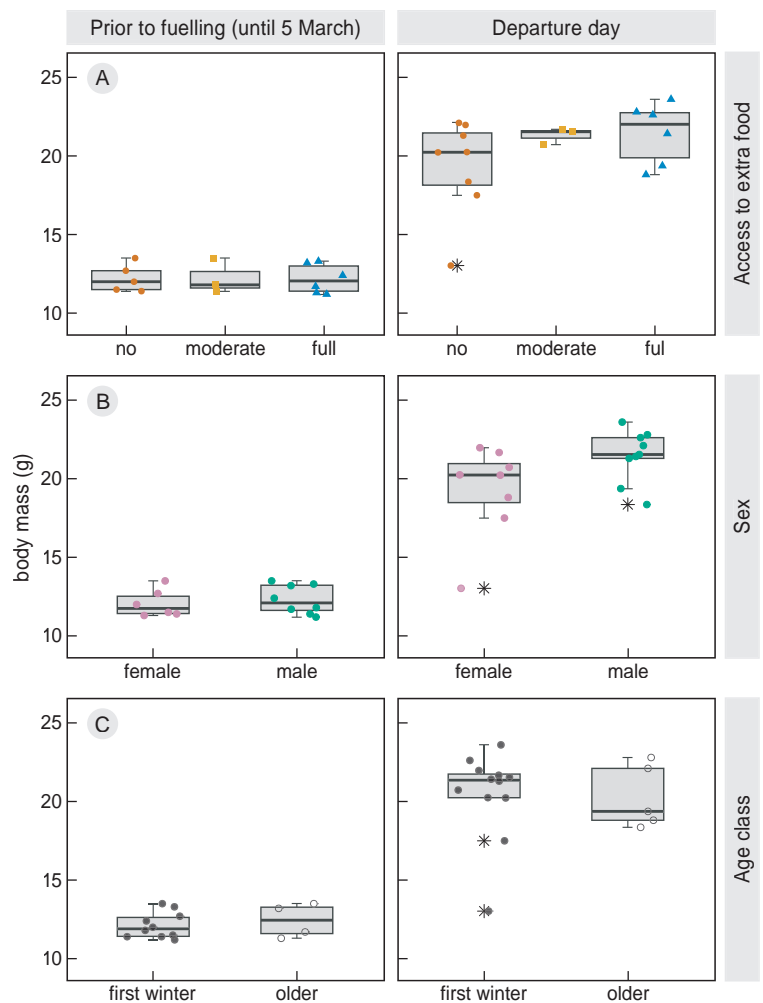 Prior to fuelling (until 5 March)
Departure day
A
25
20
15
10
no
moderate
full
no
moderate
ful
Access to extra food
B
25
20
15
10
body mass (g)
female
male
female
male
Sex
C
25
20
15
10
first winter
older
first winter
older
Age class